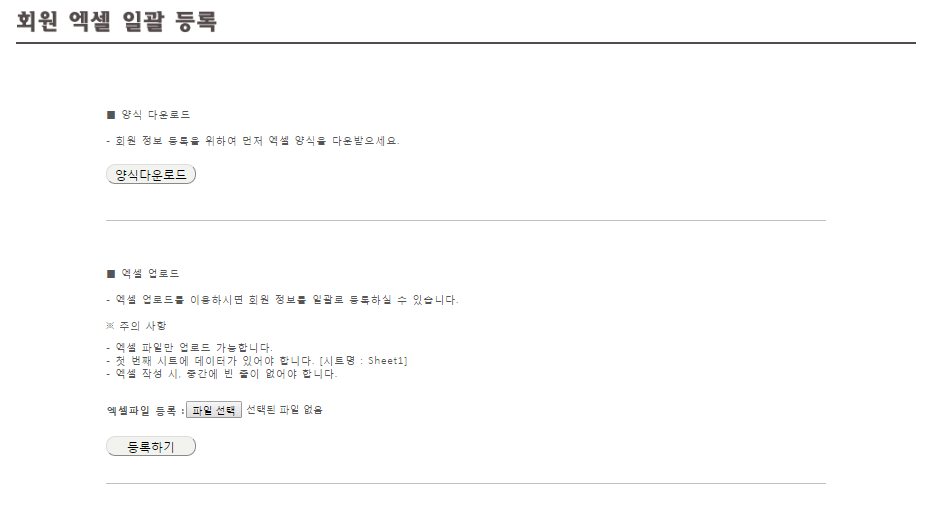 회원 엑셀 일괄 등록
■ 양식 다운로드
- 회원 정보 등록을 위하여 먼저 엑셀 양식을 다운받으세요.
양식다운로드
■ 엑셀 업로드
- 엑셀 업로드를 이용하시면 회원 정보를 일괄로 등록하실 수 있습니다.
※ 주의 사항
- 엑셀 파일만 업로드 가능합니다.
- 첫 번째 시트에 데이터가 있어야 합니다. [시트명 : Sheet1]
- 엑셀 작성 시, 중간에 빈 줄이 없어야 합니다.
엑셀파일 등록 : 파일 선택 선택된 파일 없음
등록하기